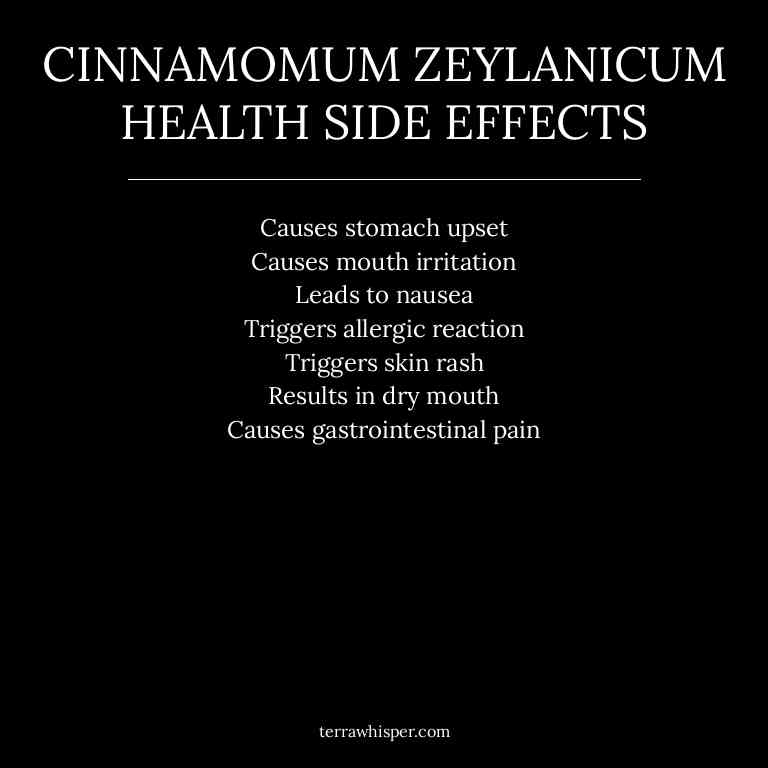 CINNAMOMUM ZEYLANICUM
HEALTH SIDE EFFECTS
Causes stomach upset
Causes mouth irritation
Leads to nausea
Triggers allergic reaction
Triggers skin rash
Results in dry mouth
Causes gastrointestinal pain
terrawhisper.com